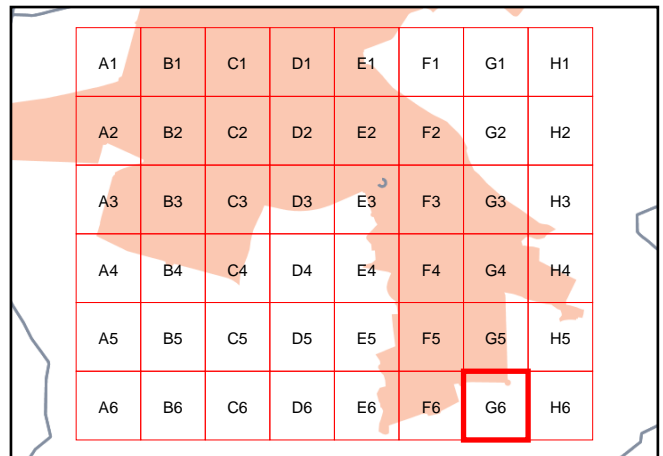 A1 B1 C1 D1 E1 F1 G1 H1
A2 B2 C2 D2 E2 F2 G2 H2
A3 B3 C3 D3 E3 F3 G3 H3
A4 B4 C4 D4 E4 F4 G4 H4
A5 B5 C5 D5 E5 F5 G5 H5
A6 B6 C6 D6 E6 F6 G6 H6